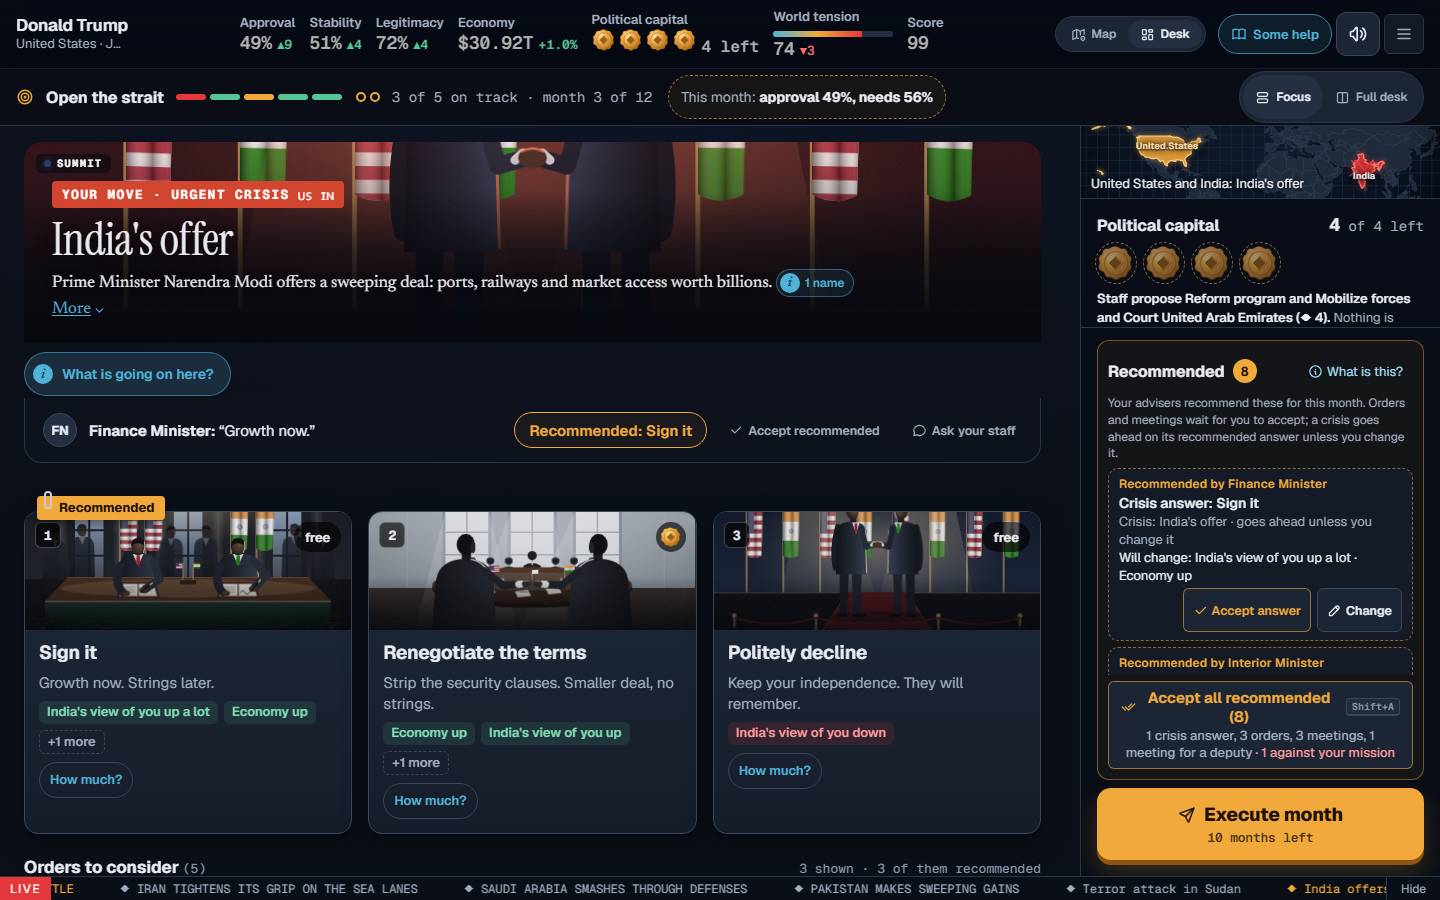 Donald Trump
United States · J...
Approval
49% ▲9
Stability
51% ▲4
Legitimacy
72% ▲4
Economy
$30.92T +1.0%
Political capital
4 left
World tension
74 ▼3
Score
99
Map
Desk
Some help
Open the strait
3 of 5 on track · month 3 of 12
This month: approval 49%, needs 56%
Focus
Full desk
SUMMIT
YOUR MOVE · URGENT CRISIS US IN
India's offer
Prime Minister Narendra Modi offers a sweeping deal: ports, railways and market access worth billions.
i 1 name
More
i What is going on here?
FN
Finance Minister: “Growth now.”
Recommended: Sign it
Accept recommended
Ask your staff
Recommended
1
free
Sign it
Growth now. Strings later.
India's view of you up a lot
Economy up
+1 more
How much?
2
Renegotiate the terms
Strip the security clauses. Smaller deal, no
strings.
Economy up
India's view of you up
+1 more
How much?
3
free
Politely decline
Keep your independence. They will
remember.
India's view of you down
How much?
Orders to consider (5)
3 shown · 3 of them recommended
United States
India
United States and India: India's offer
Political capital
4 of 4 left
Staff propose Reform program and Mobilize forces
and Court United Arab Emirates (◆ 4). Nothing is
Recommended 8
What is this?
Your advisers recommend these for this month. Orders
and meetings wait for you to accept; a crisis goes
ahead on its recommended answer unless you change
it.
Recommended by Finance Minister
Crisis answer: Sign it
Crisis: India's offer · goes ahead unless you
change it
Will change: India's view of you up a lot ·
Economy up
Accept answer
Change
Recommended by Interior Minister
Accept all recommended
(8)
Shift+A
1 crisis answer, 3 orders, 3 meetings, 1
meeting for a deputy · 1 against your mission
Execute month
10 months left
LIVE
TLE ◆ IRAN TIGHTENS ITS GRIP ON THE SEA LANES ◆ SAUDI ARABIA SMASHES THROUGH DEFENSES ◆ PAKISTAN MAKES SWEEPING GAINS ◆ Terror attack in Sudan ◆ India offers
Hide